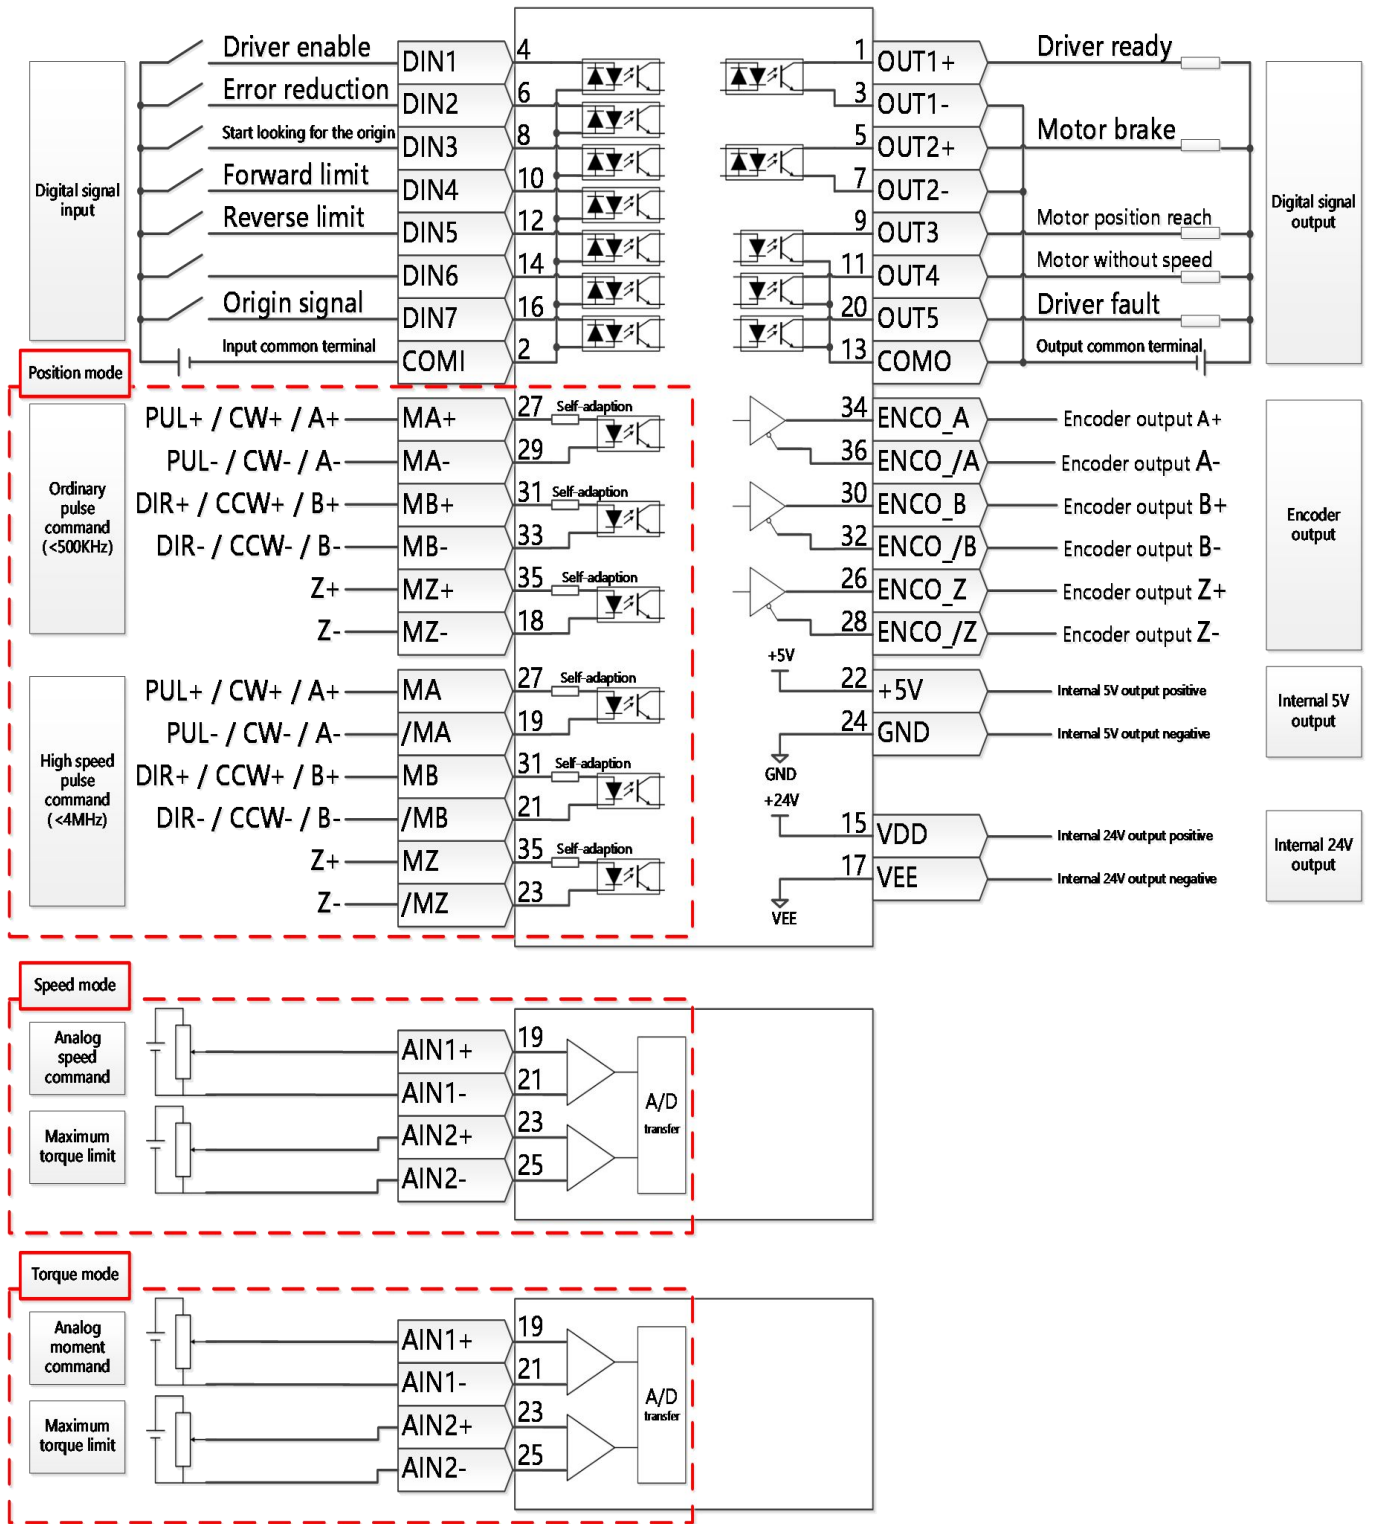 Digital signal
input
Driver enable
DIN1
4
Error reduction
DIN2
6
Start looking for the origin
DIN3
8
Forward limit
DIN4
10
Reverse limit
DIN5
12
DIN6
14
Origin signal
DIN7
16
Input common terminal
COMI
2
1
OUT1+
Driver ready
3
OUT1-
5
OUT2+
Motor brake
7
OUT2-
9
OUT3
Motor position reach
11
OUT4
Motor without speed
20
OUT5
Driver fault
13
COMO
Output common terminal
Digital signal
output
Position mode
Ordinary
pulse
command
(<500KHz)
PUL+ / CW+ / A+
MA+
27
Self-adaption
PUL- / CW- / A-
MA-
29
DIR+ / CCW+ / B+
MB+
31
Self-adaption
DIR- / CCW- / B-
MB-
33
Z+
MZ+
35
Self-adaption
Z-
MZ-
18
High speed
pulse
command
(<4MHz)
PUL+ / CW+ / A+
MA
27
Self-adaption
PUL- / CW- / A-
/MA
19
DIR+ / CCW+ / B+
MB
31
Self-adaption
DIR- / CCW- / B-
/MB
21
Z+
MZ
35
Self-adaption
Z-
/MZ
23
34
ENCO_A
Encoder output A+
36
ENCO_/A
Encoder output A-
30
ENCO_B
Encoder output B+
32
ENCO_/B
Encoder output B-
26
ENCO_Z
Encoder output Z+
28
ENCO_/Z
Encoder output Z-
Encoder
output
+5V
22
+5V
Internal 5V output positive
24
GND
Internal 5V output negative
GND
Internal 5V
output
+24V
15
VDD
Internal 24V output positive
17
VEE
Internal 24V output negative
VEE
Internal 24V
output
Speed mode
Analog
speed
command
Maximum
torque limit
AIN1+
19
AIN1-
21
AIN2+
23
AIN2-
25
A/D
transfer
Torque mode
Analog
moment
command
Maximum
torque limit
AIN1+
19
AIN1-
21
AIN2+
23
AIN2-
25
A/D
transfer